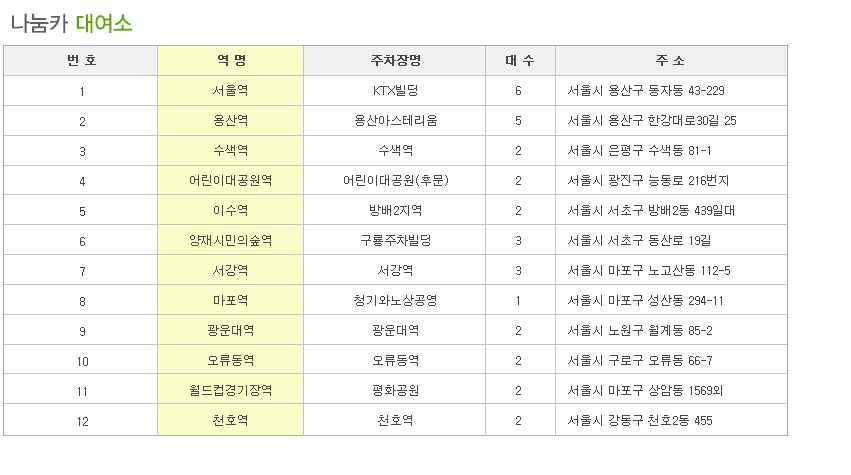 나눔카 대여소
번 호 역 명 주차장명 대 수 주 소
1 서울역 KTX빌딩 6 서울시 용산구 동자동 43-229
2 용산역 용산아스테리움 5 서울시 용산구 한강대로30길 25
3 수색역 수색역 2 서울시 은평구 수색동 81-1
4 어린이대공원역 어린이대공원(후문) 2 서울시 광진구 능동로 216번지
5 이수역 방배2지역 2 서울시 서초구 방배2동 439일대
6 양재시민의숲역 구룡주차빌딩 3 서울시 서초구 동산로 19길
7 서강역 서강역 3 서울시 마포구 노고산동 112-5
8 마포역 청기와노상공영 1 서울시 마포구 성산동 294-11
9 광운대역 광운대역 2 서울시 노원구 월계동 85-2
10 오류동역 오류동역 2 서울시 구로구 오류동 66-7
11 월드컵경기장역 평화공원 2 서울시 마포구 상암동 1569외
12 천호역 천호역 2 서울시 강동구 천호2동 455